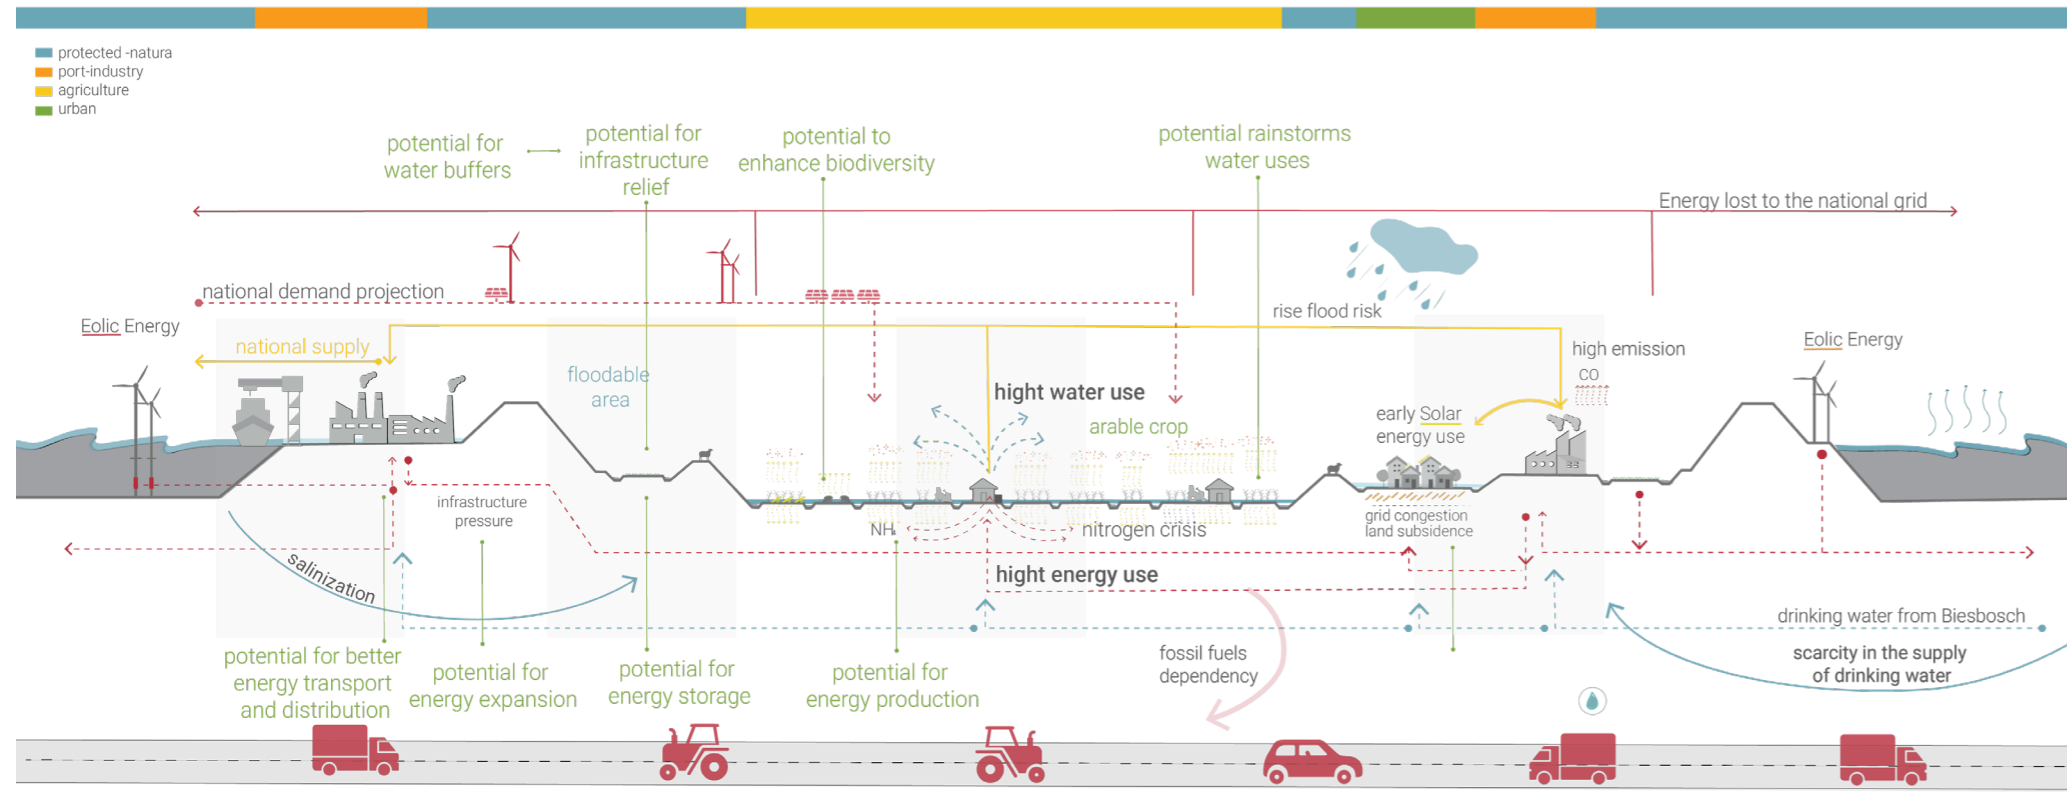 protected -natura
port-industry
agriculture
urban
potential for
water buffers
potential for
infrastructure
relief
potential to
enhance biodiversity
potential rainstorms
water uses
Energy lost to the national grid
national demand projection
rise flood risk
Eolic Energy
national supply
floodable
area
hight water use
arable crop
early Solar
energy use
high emission
CO
Eolic Energy
infrastructure
pressure
NH
nitrogen crisis
grid congestion
land subsidence
salinization
hight energy use
drinking water from Biesbosch
scarcity in the supply
of drinking water
fossil fuels
dependency
potential for better
energy transport
and distribution
potential for
energy expansion
potential for
energy storage
potential for
energy production